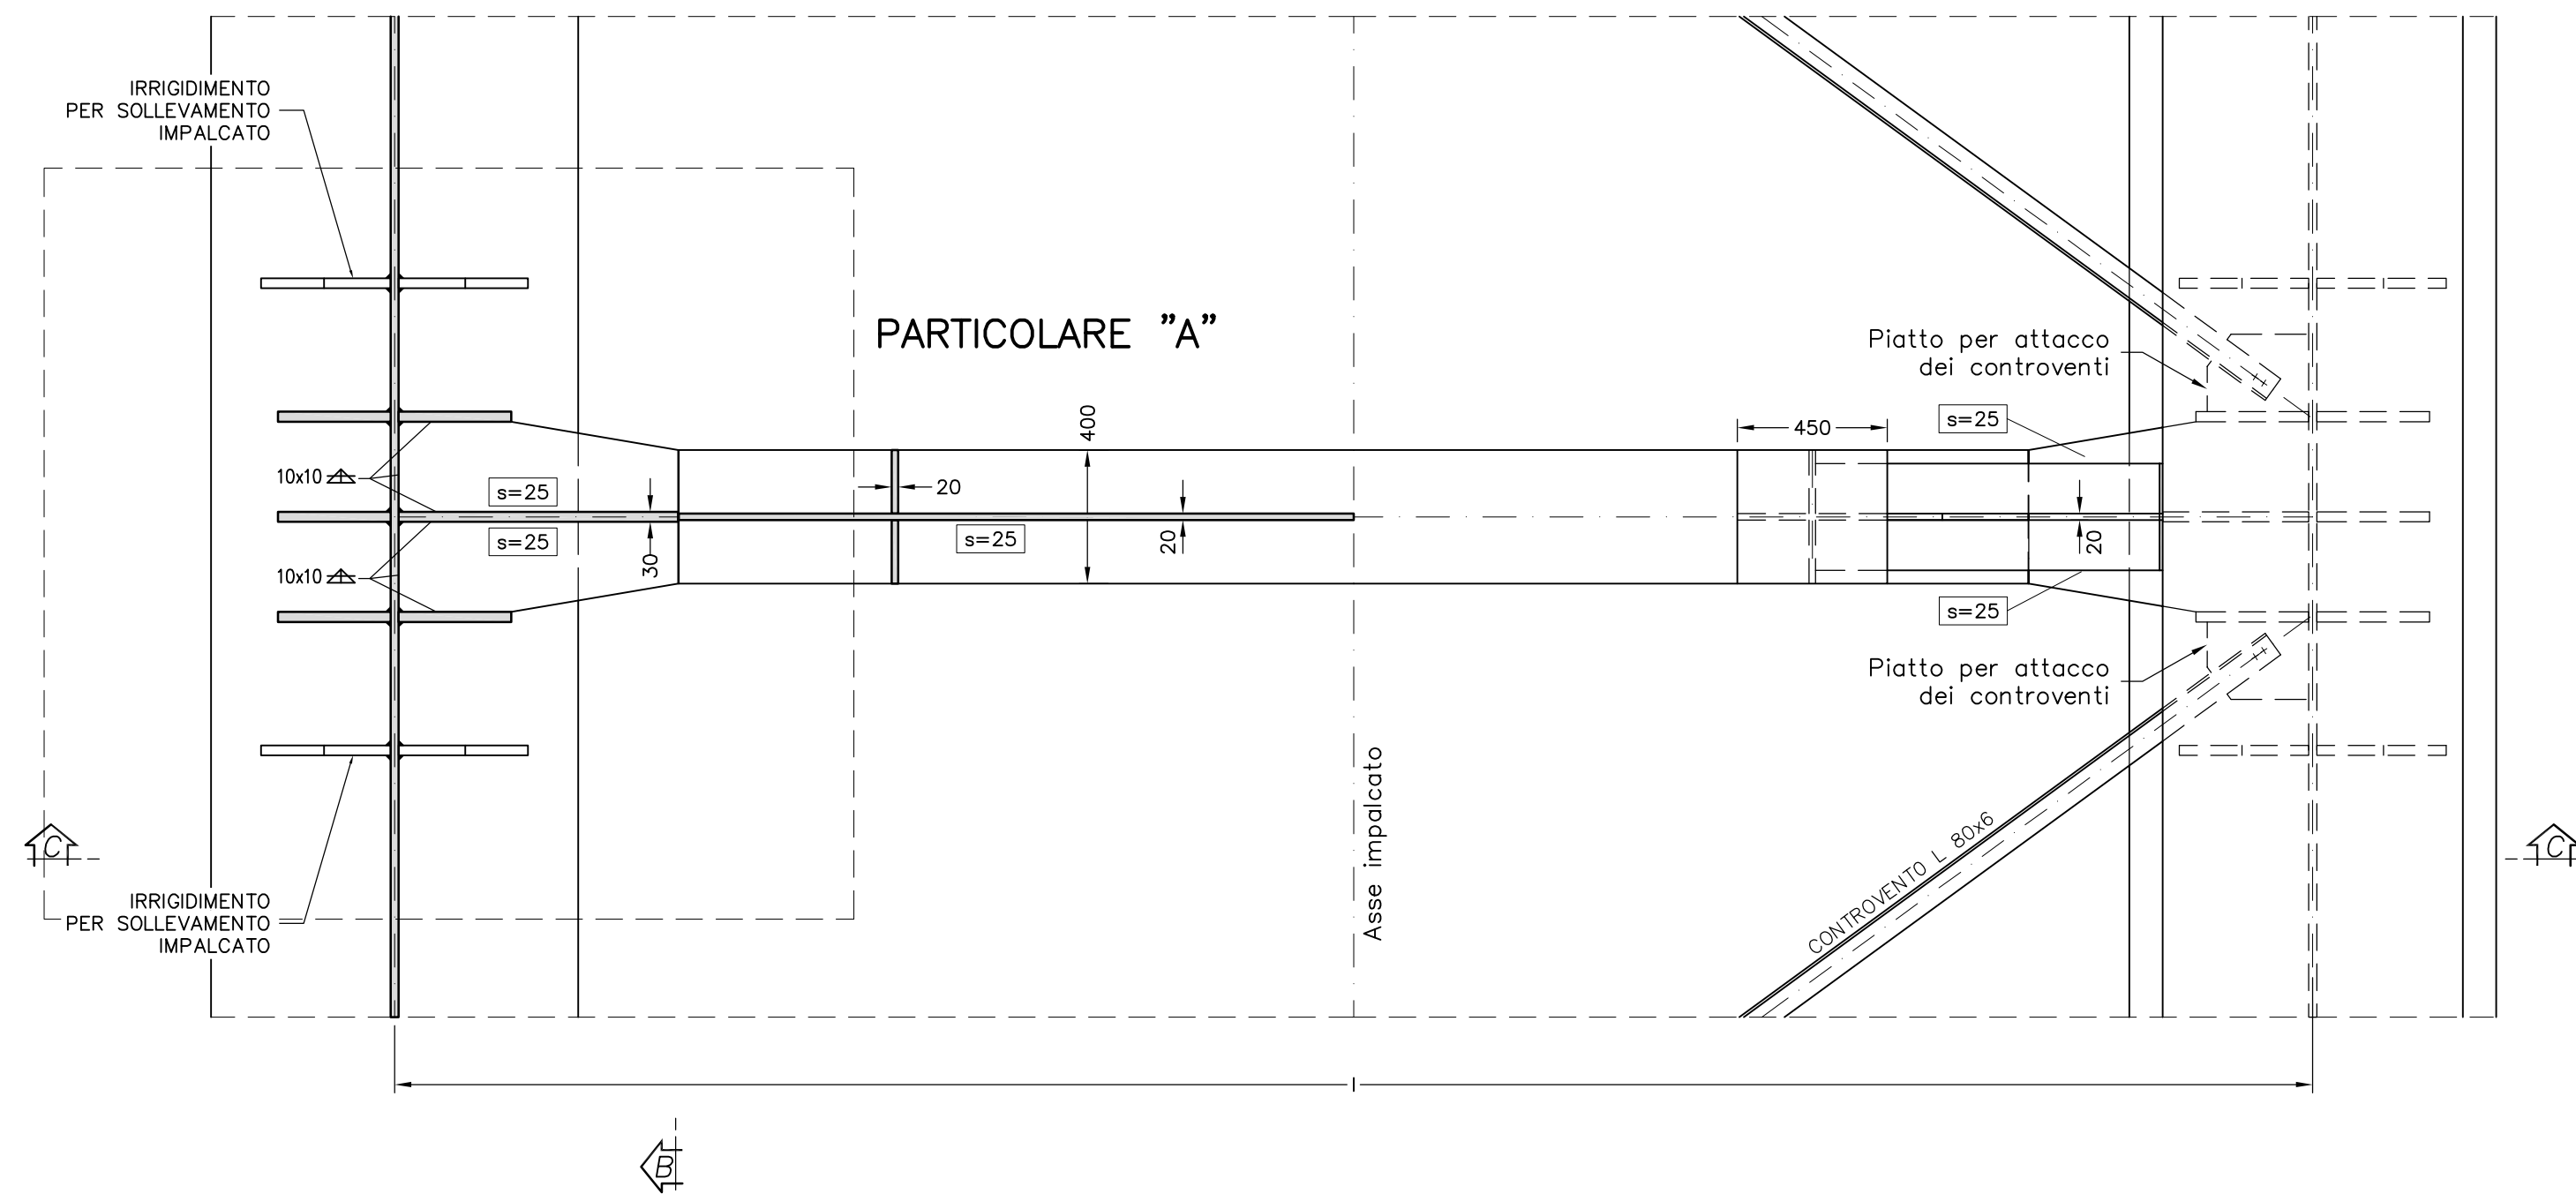 IRRIGIDIMENTO
PER SOLLEVAMENTO
IMPALCATO
PARTICOLARE ”A”
Piatto per attacco
dei controventi
400
450
s=25
10x10
s=25
20
s=25
30
s=25
20
20
10x10
s=25
Piatto per attacco
dei controventi
Asse impalcato
CONTROVENTO L 80x6
C
C
IRRIGIDIMENTO
PER SOLLEVAMENTO
IMPALCATO
I
B